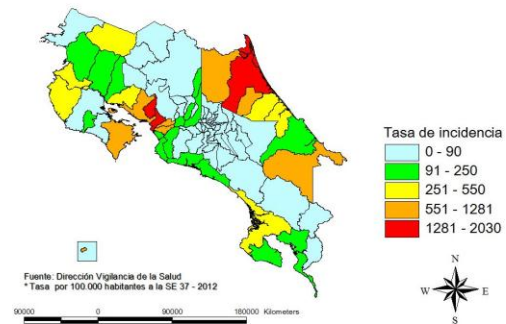 Tasa de incidencia
0 - 90
91 - 250
251 - 550
551 - 1281
1281 - 2030
Fuente: Dirección Vigilancia de la Salud
* Tasa por 100.000 habitantes a la SE 37 - 2012
90000 0 90000 180000 Kilometers
N
W E
S